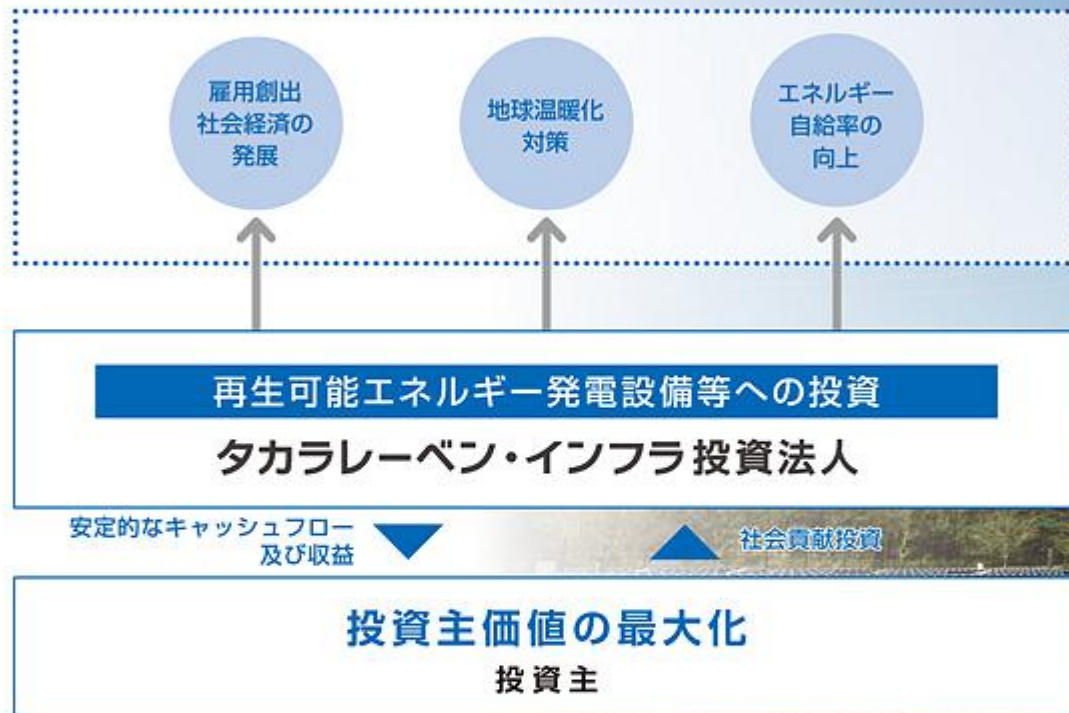 雇用創出
社会経済の
発展
地球温暖化
対策
エネルギー
自給率の
向上
再生可能エネルギー発電設備等への投資
タカラレーベン・インフラ投資法人
安定的なキャッシュフロー
及び収益
社会貢献投資
投資主価値の最大化
投資主